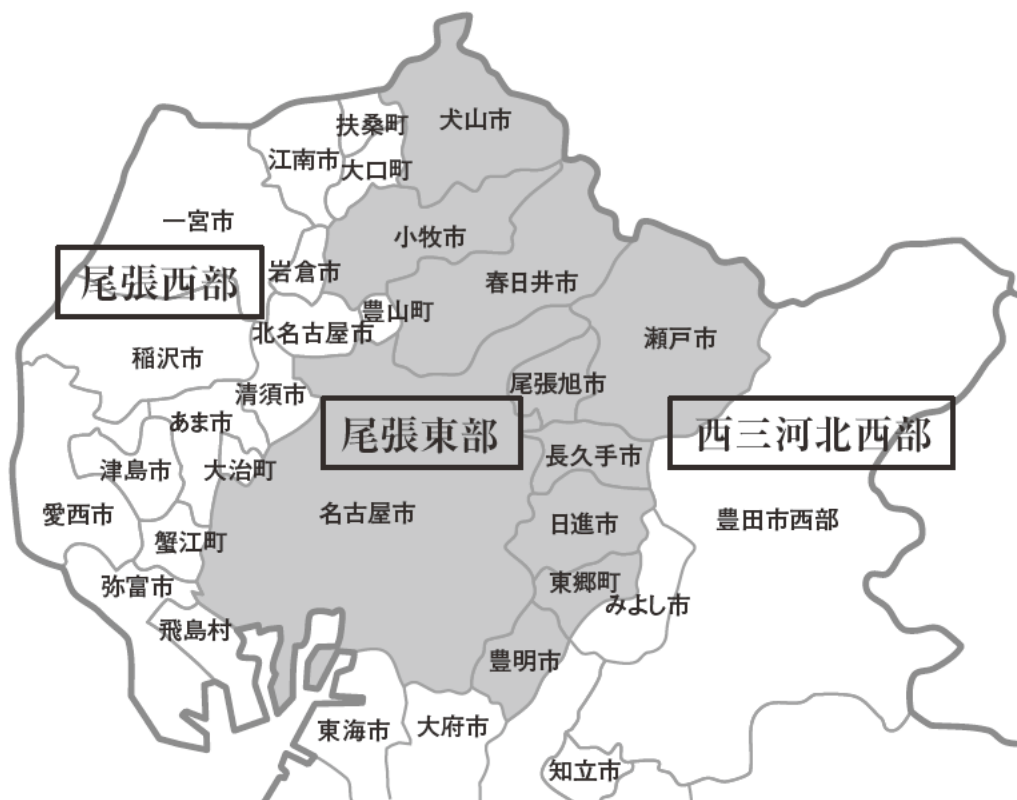 犬山市
扶桑町
江南市
大口町
一宮市
小牧市
尾張西部
岩倉市
春日井市
豊山町
北名古屋市
瀬戸市
稲沢市
尾張旭市
清須市
あま市
尾張東部
西三河北西部
長久手市
津島市
大治町
愛西市
名古屋市
日進市
豊田市西部
蟹江町
弥富市
東郷町
みよし市
飛島村
豊明市
東海市
大府市
知立市